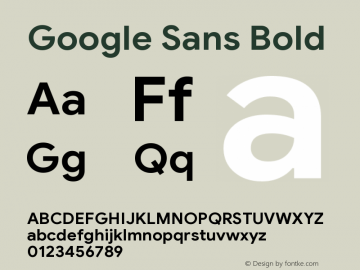 Google Sans Bold
Aa
Ff
a
Gg
Qq
ABCDEFGHIJKLMNOPQRSTUVWXYZ
abcdefghijklmnopqrstuvwxyz
0123456789
© Design by fontke.com